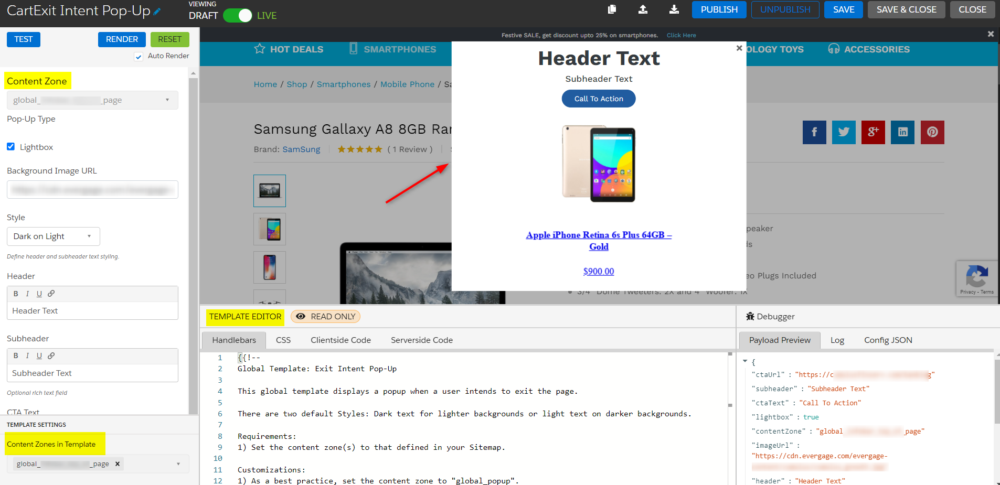 CartExit Intent Pop-Up
VIEWING
DRAFT LIVE
PUBLISH UNPUBLISH SAVE SAVE & CLOSE CLOSE
TEST RENDER RESET
Auto Render
Content Zone
global_ _page
Pop-Up Type
Lightbox
Background Image URL
Style
Dark on Light
Define header and subheader text styling.
Header
B I U
Header Text
Subheader
B I U
Subheader Text
Optional rich text field
CTA Text
TEMPLATE SETTINGS
Content Zones in Template
global_ _page ×
Festive SALE, get discount upto 25% on smartphones. Click Here
HOT DEALS SMARTPHONES OLOGY TOYS ACCESSORIES
Home / Shop / Smartphones / Mobile Phone / Sa
Samsung Gallaxy A8 8GB Ra
Brand: SamSung ( 1 Review )
Header Text
Subheader Text
Call To Action
Apple iPhone Retina 6s Plus 64GB –
Gold
$900.00
peaker
ds
eo Plugs Included
3/4" Dome Tweeters: 2X and 4" Woofer: 1X
Privacy - Terms
TEMPLATE EDITOR READ ONLY
Handlebars CSS Clientside Code Serverside Code
1 {{!--
2 Global Template: Exit Intent Pop-Up
3
4 This global template displays a popup when a user intends to exit the page.
5
6 There are two default Styles: Dark text for lighter backgrounds or light text on darker backgrounds.
7
8 Requirements:
9 1) Set the content zone(s) to that defined in your Sitemap.
10
11 Customizations:
12 1) As a best practice, set the content zone to "global_popup".
Debugger
Payload Preview Log Config JSON
{
"ctaUrl" : "https://c g"
"subheader" : "Subheader Text"
"ctaText" : "Call To Action"
"lightbox" : true
"contentZone" : "global_ _page"
"imageUrl" :
"https://cdn.evergage.com/evergage-
"header" : "Header Text"